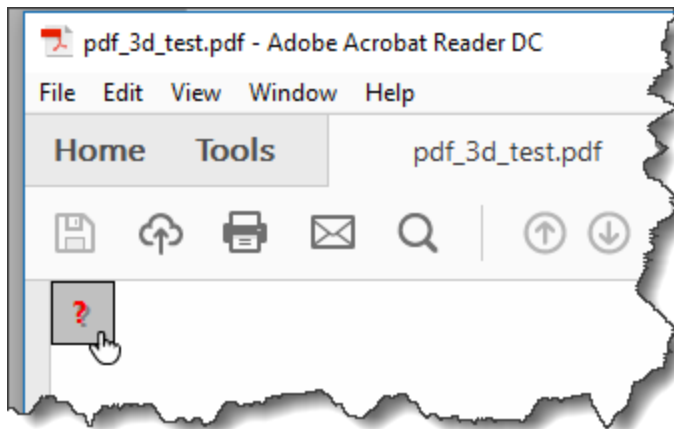 pdf_3d_test.pdf - Adobe Acrobat Reader DC
File Edit View Window Help
Home Tools pdf_3d_test.pdf
?